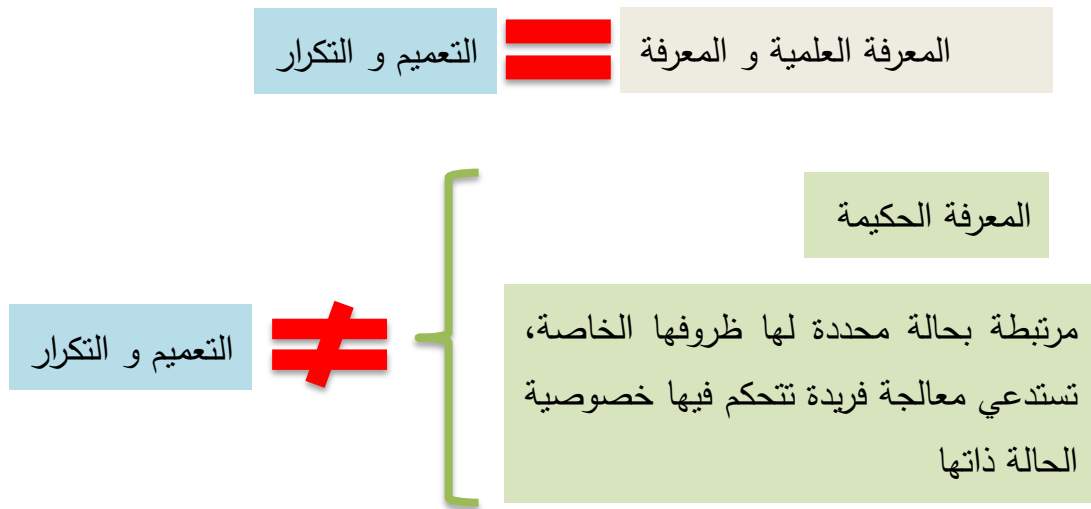 المعرفة العلمية و المعرفة
التعميم و التكرار
المعرفة الحكيمة
مرتبطة بحالة محددة لها ظروفها الخاصة،
تستدعي معالجة فريدة تتحكم فيها خصوصية
الحالة ذاتها
التعميم و التكرار